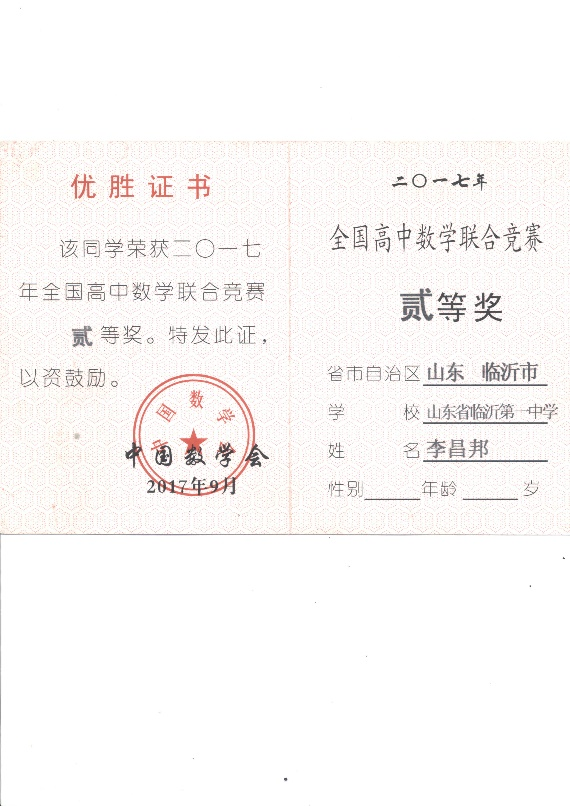 优胜证书
该同学荣获二〇一七
年全国高中数学联合竞赛
贰等奖。特发此证，
以资鼓励。
中国数学会
中国数学会
2017年9月
二〇一七年
全国高中数学联合竞赛
贰等奖
省市自治区 山东 临沂市
学 校 山东省临沂第一中学
姓 名 李昌邦
性别 年龄 岁